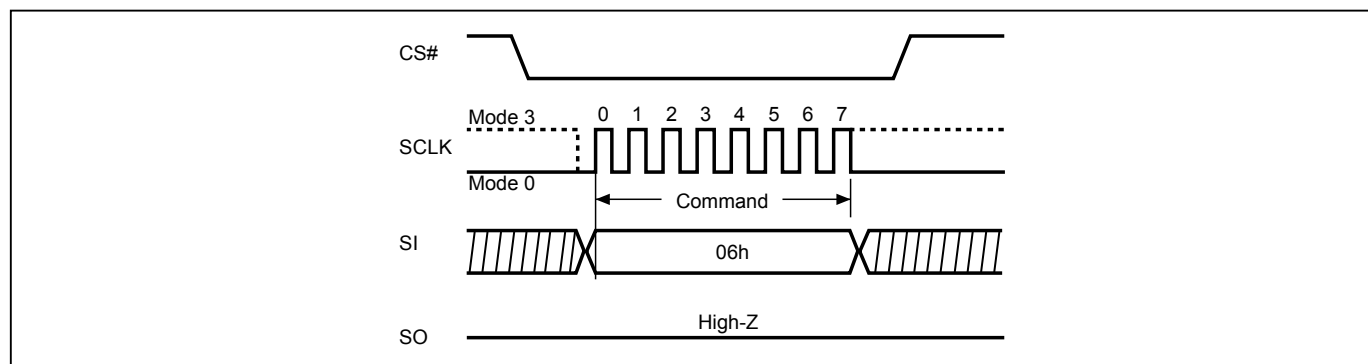 CS#
Mode 3 0 1 2 3 4 5 6 7
SCLK
Mode 0
Command
SI
06h
High-Z
SO